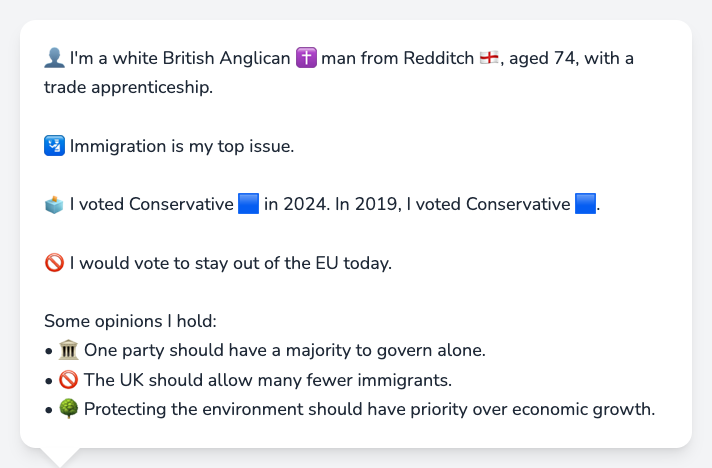 👤 I'm a white British Anglican ✝️ man from Redditch 🏴󠁧󠁢󠁥󠁮󠁧󠁿, aged 74, with a
trade apprenticeship.
🛂 Immigration is my top issue.
🗳️ I voted Conservative 🟦 in 2024. In 2019, I voted Conservative 🟦.
🚫 I would vote to stay out of the EU today.
Some opinions I hold:
• 🏛️ One party should have a majority to govern alone.
• 🚫 The UK should allow many fewer immigrants.
• 🌳 Protecting the environment should have priority over economic growth.